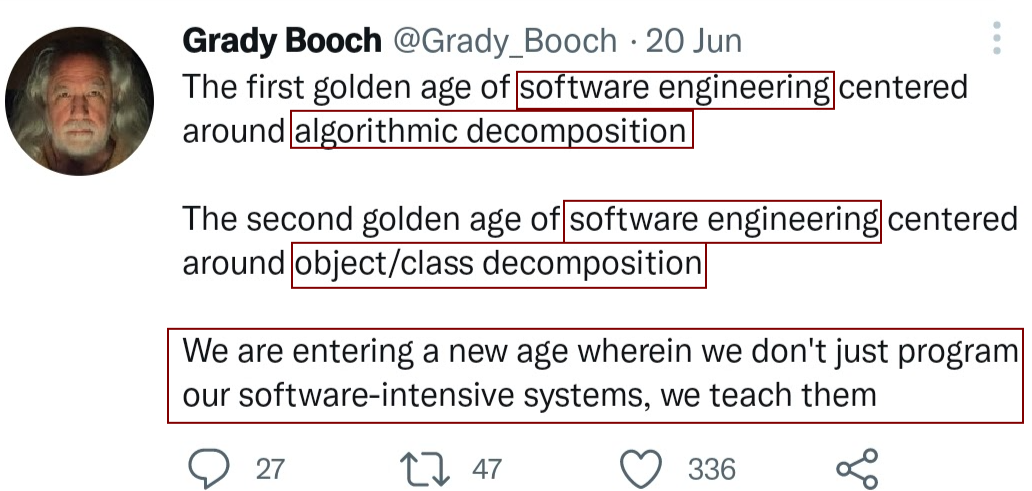 Grady Booch @Grady_Booch · 20 Jun
The first golden age of software engineering centered
around algorithmic decomposition
The second golden age of software engineering centered
around object/class decomposition
We are entering a new age wherein we don't just program
our software-intensive systems, we teach them
27 47 336